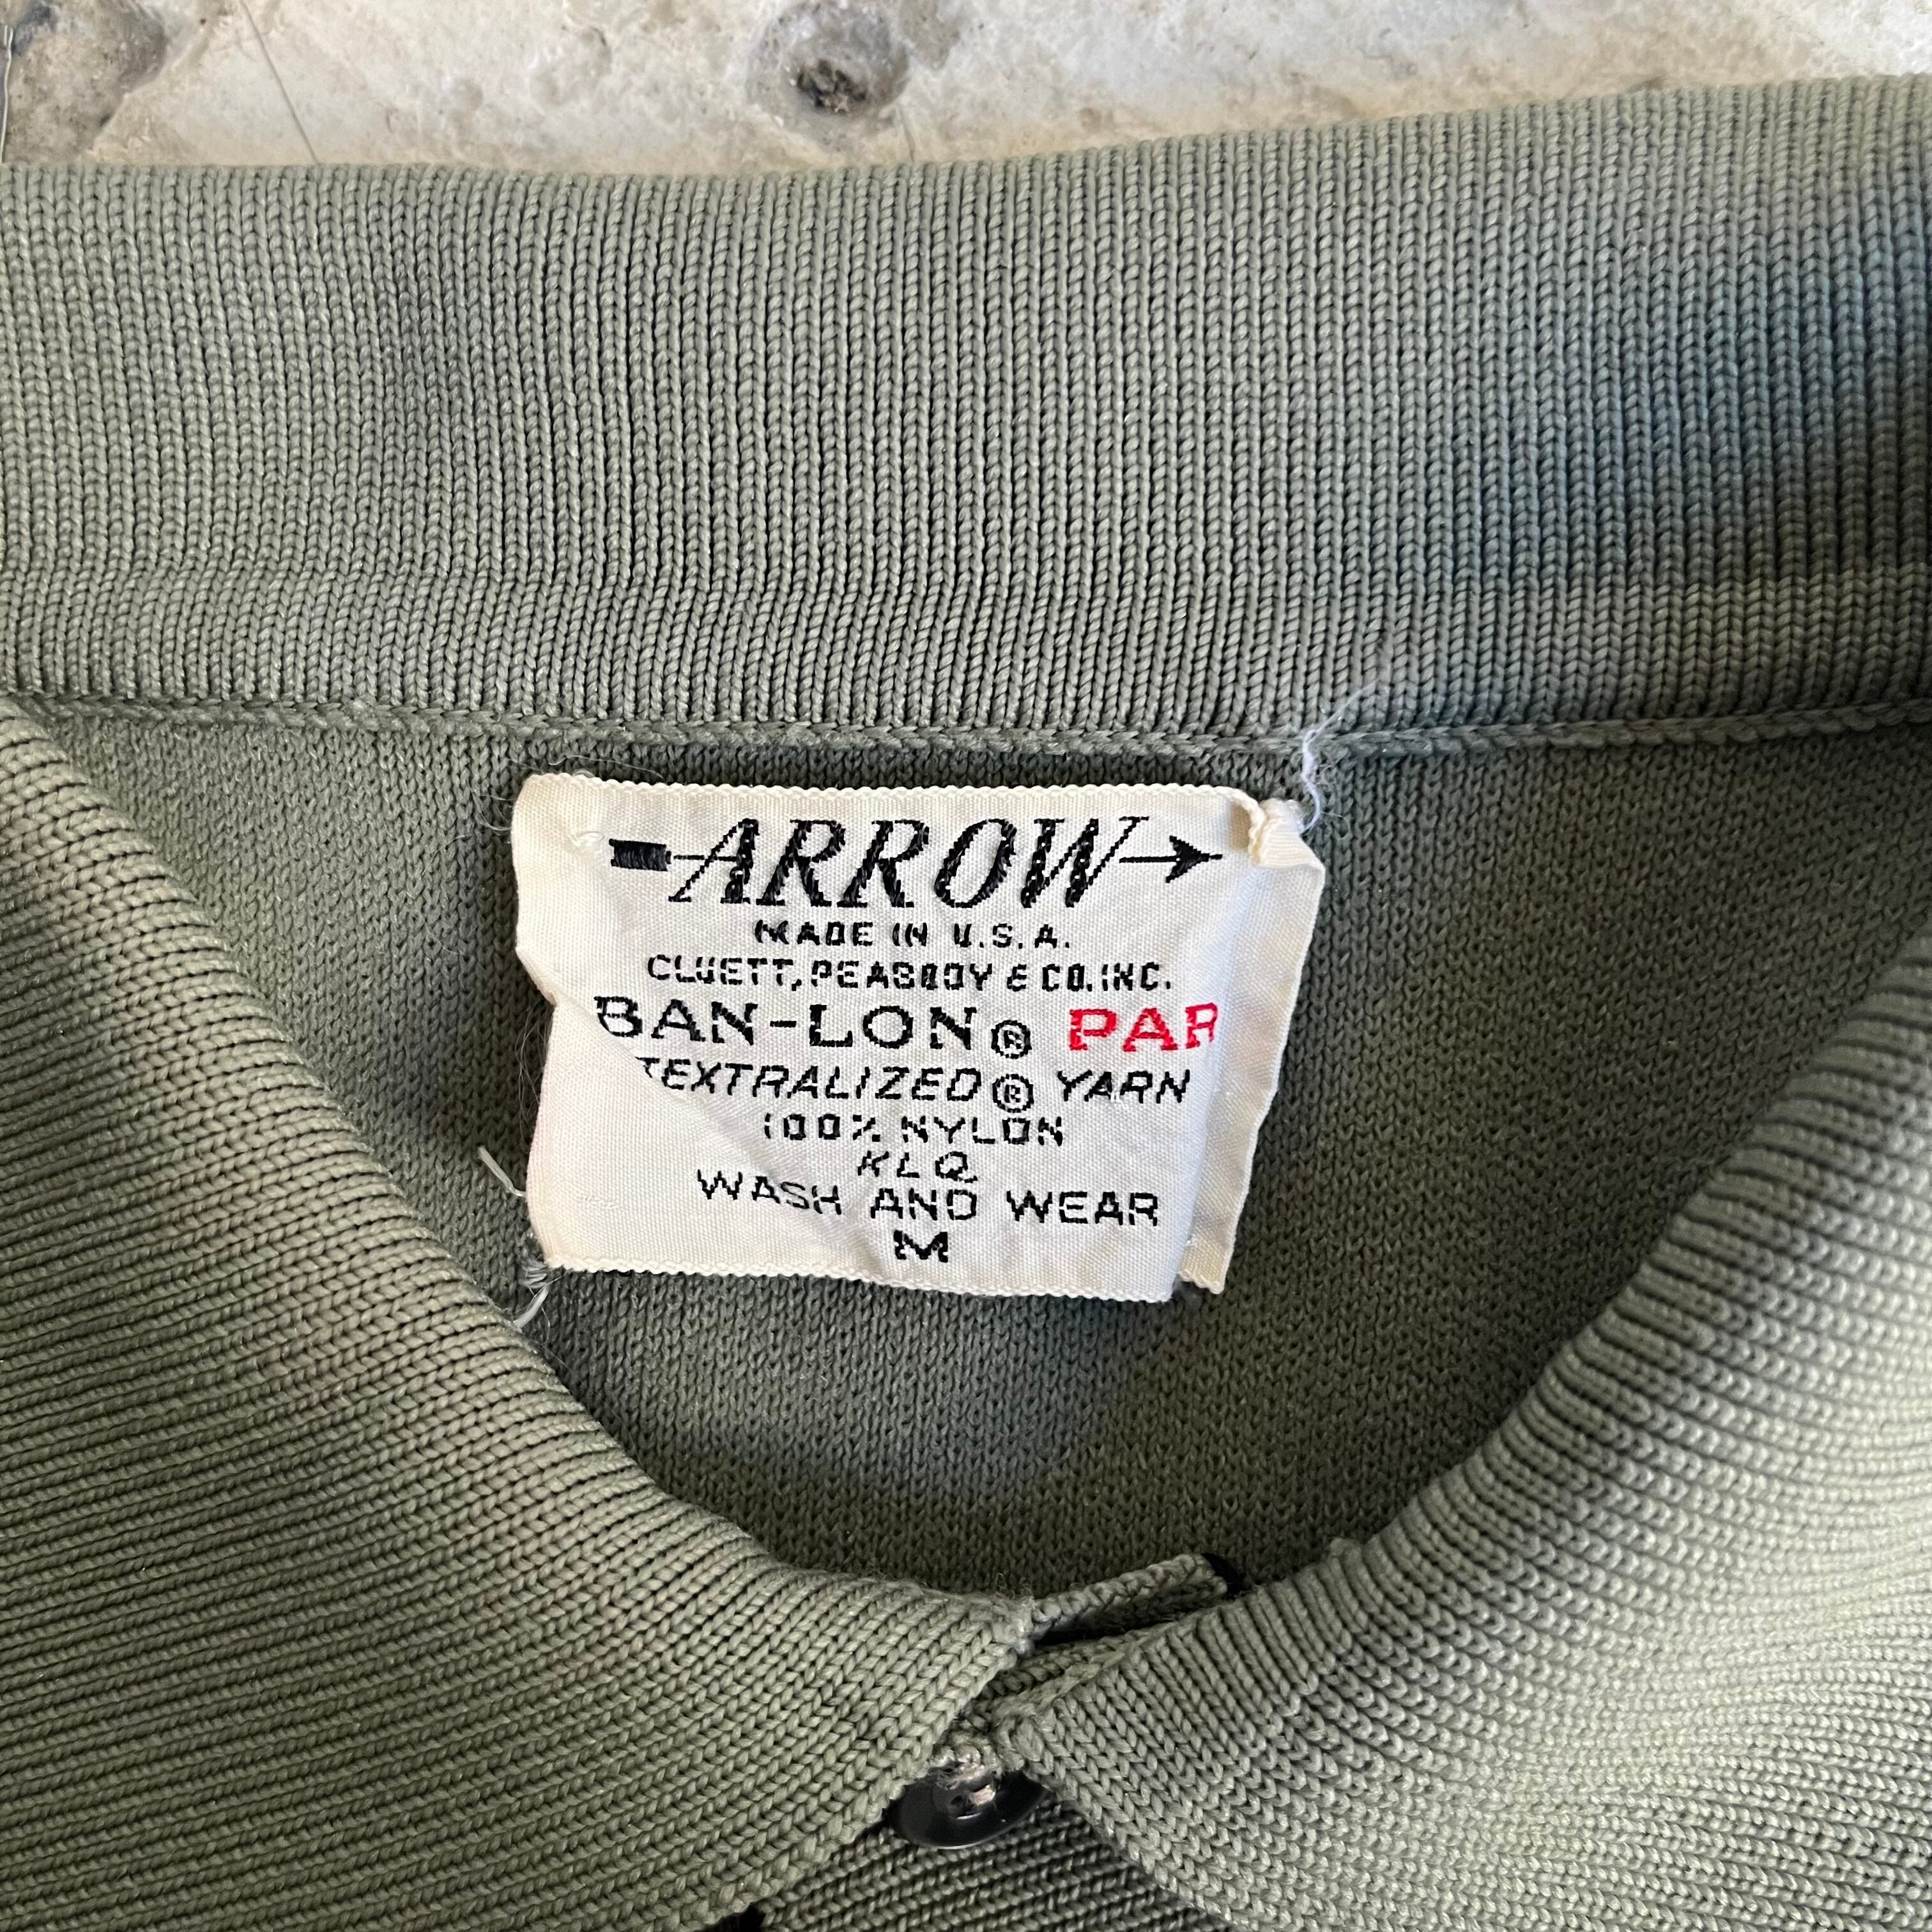 ARROW
MADE IN U.S.A.
CLUETT, PEABODY & CO. INC.
BAN-LON® PAR
TEXTRALIZED® YARN
100% NYLON
KLQ
WASH AND WEAR
M